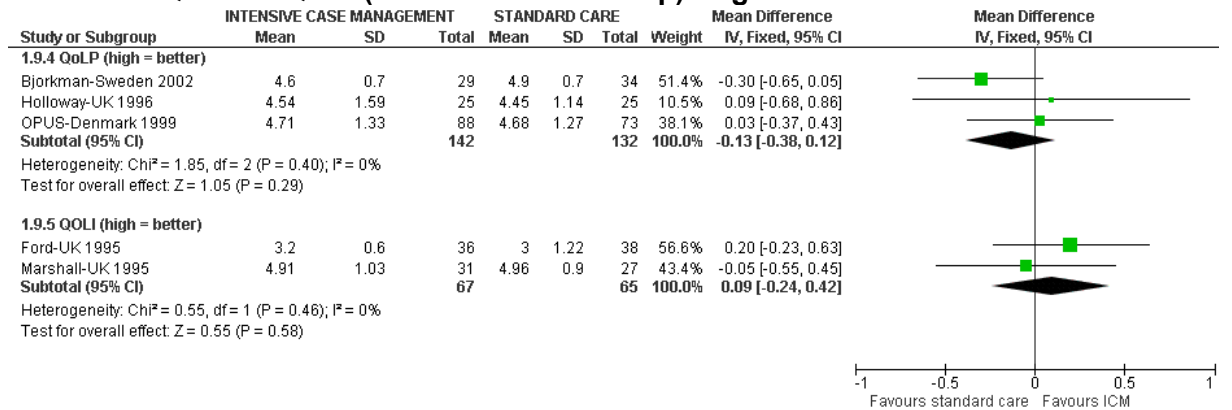 INTENSIVE CASE MANAGEMENT STANDARD CARE Mean Difference Mean Difference
Study or Subgroup Mean SD Total Mean SD Total Weight IV, Fixed, 95% CI IV, Fixed, 95% CI
1.9.4 QoLP (high = better)
Bjorkman-Sweden 2002 4.6 0.7 29 4.9 0.7 34 51.4% -0.30 [-0.65, 0.05]
Holloway-UK 1996 4.54 1.59 25 4.45 1.14 25 10.5% 0.09 [-0.68, 0.86]
OPUS-Denmark 1999 4.71 1.33 88 4.68 1.27 73 38.1% 0.03 [-0.37, 0.43]
Subtotal (95% CI) 142 132 100.0% -0.13 [-0.38, 0.12]
Heterogeneity: Chi² = 1.85, df = 2 (P = 0.40); I² = 0%
Test for overall effect: Z = 1.05 (P = 0.29)
1.9.5 QOLI (high = better)
Ford-UK 1995 3.2 0.6 36 3 1.22 38 56.6% 0.20 [-0.23, 0.63]
Marshall-UK 1995 4.91 1.03 31 4.96 0.9 27 43.4% -0.05 [-0.55, 0.45]
Subtotal (95% CI) 67 65 100.0% 0.09 [-0.24, 0.42]
Heterogeneity: Chi² = 0.55, df = 1 (P = 0.46); I² = 0%
Test for overall effect: Z = 0.55 (P = 0.58)
-1 -0.5 0 0.5 1
Favours standard care Favours ICM